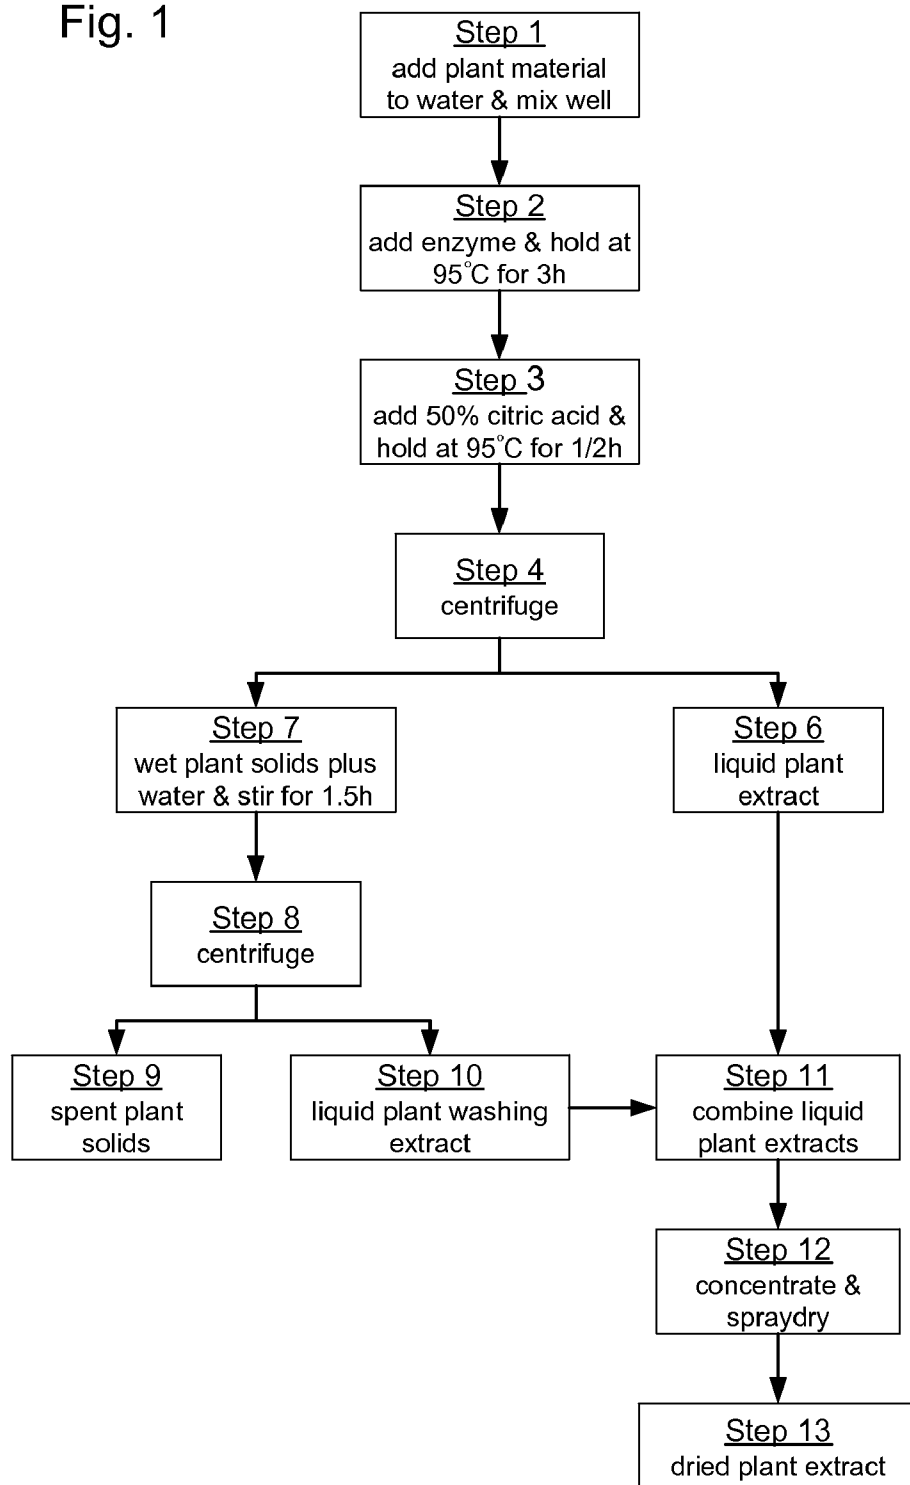 Fig. 1
Step 1
add plant material
to water & mix well
Step 2
add enzyme & hold at
95°C for 3h
Step 3
add 50% citric acid &
hold at 95°C for 1/2h
Step 4
centrifuge
Step 7
wet plant solids plus
water & stir for 1.5h
Step 6
liquid plant
extract
Step 8
centrifuge
Step 9
spent plant
solids
Step 10
liquid plant washing
extract
Step 11
combine liquid
plant extracts
Step 12
concentrate &
spraydry
Step 13
dried plant extract